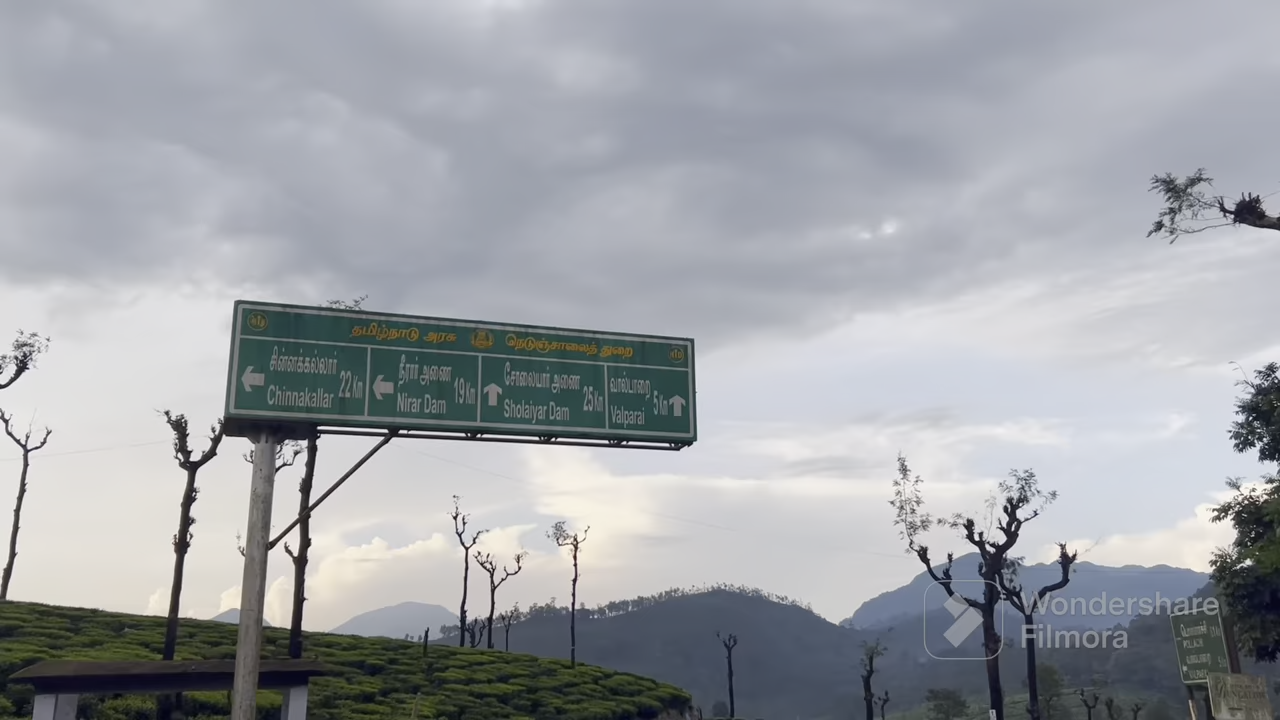 தமிழ்நாடு அரசு நெடுஞ்சாலைத் துறை
சின்னக்கல்லார்
Chinnakallar
22 Km
நீரார் அணை
Nirar Dam
19 Km
சோலையார் அணை
Sholaiyar Dam
25 Km
வால்பாறை
Valparai
5 Km
Wondershare
Filmora
POLLACHI